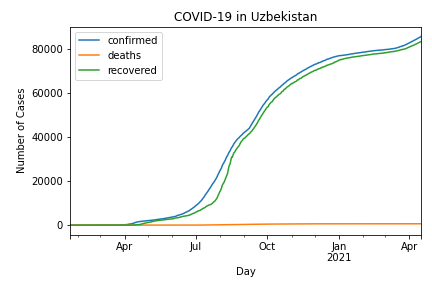 COVID-19 in Uzbekistan
confirmed
deaths
recovered
Number of Cases
80000
60000
40000
20000
0
Apr
Jul
Oct
Jan
2021
Apr
Day